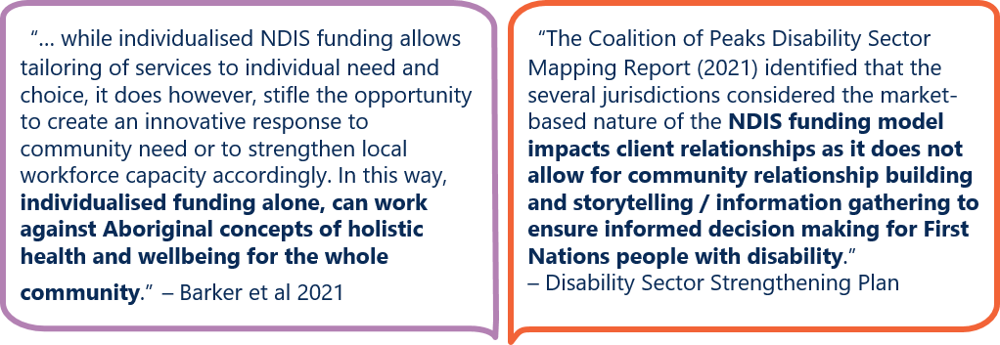 “... while individualised NDIS funding allows
tailoring of services to individual need and
choice, it does however, stifle the opportunity
to create an innovative response to
community need or to strengthen local
workforce capacity accordingly. In this way,
individualised funding alone, can work
against Aboriginal concepts of holistic
health and wellbeing for the whole
community.” – Barker et al 2021
“The Coalition of Peaks Disability Sector
Mapping Report (2021) identified that the
several jurisdictions considered the market-
based nature of the NDIS funding model
impacts client relationships as it does not
allow for community relationship building
and storytelling / information gathering to
ensure informed decision making for First
Nations people with disability.”
– Disability Sector Strengthening Plan